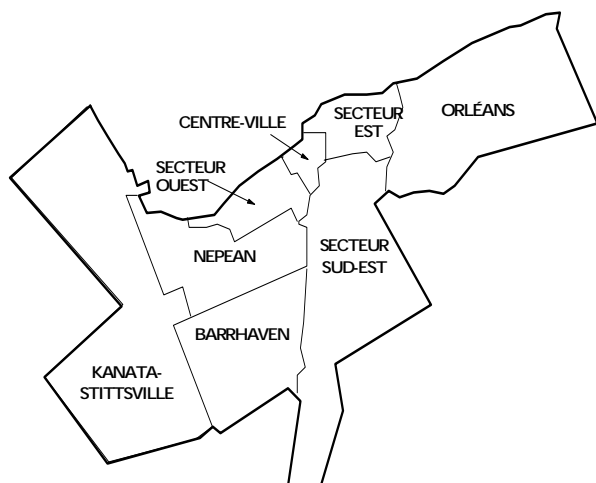 CENTRE-VILLE
SECTEUR
EST
ORLÉANS
SECTEUR
OUEST
NEPEAN
SECTEUR
SUD-EST
BARRHAVEN
KANATA-
STITTSVILLE